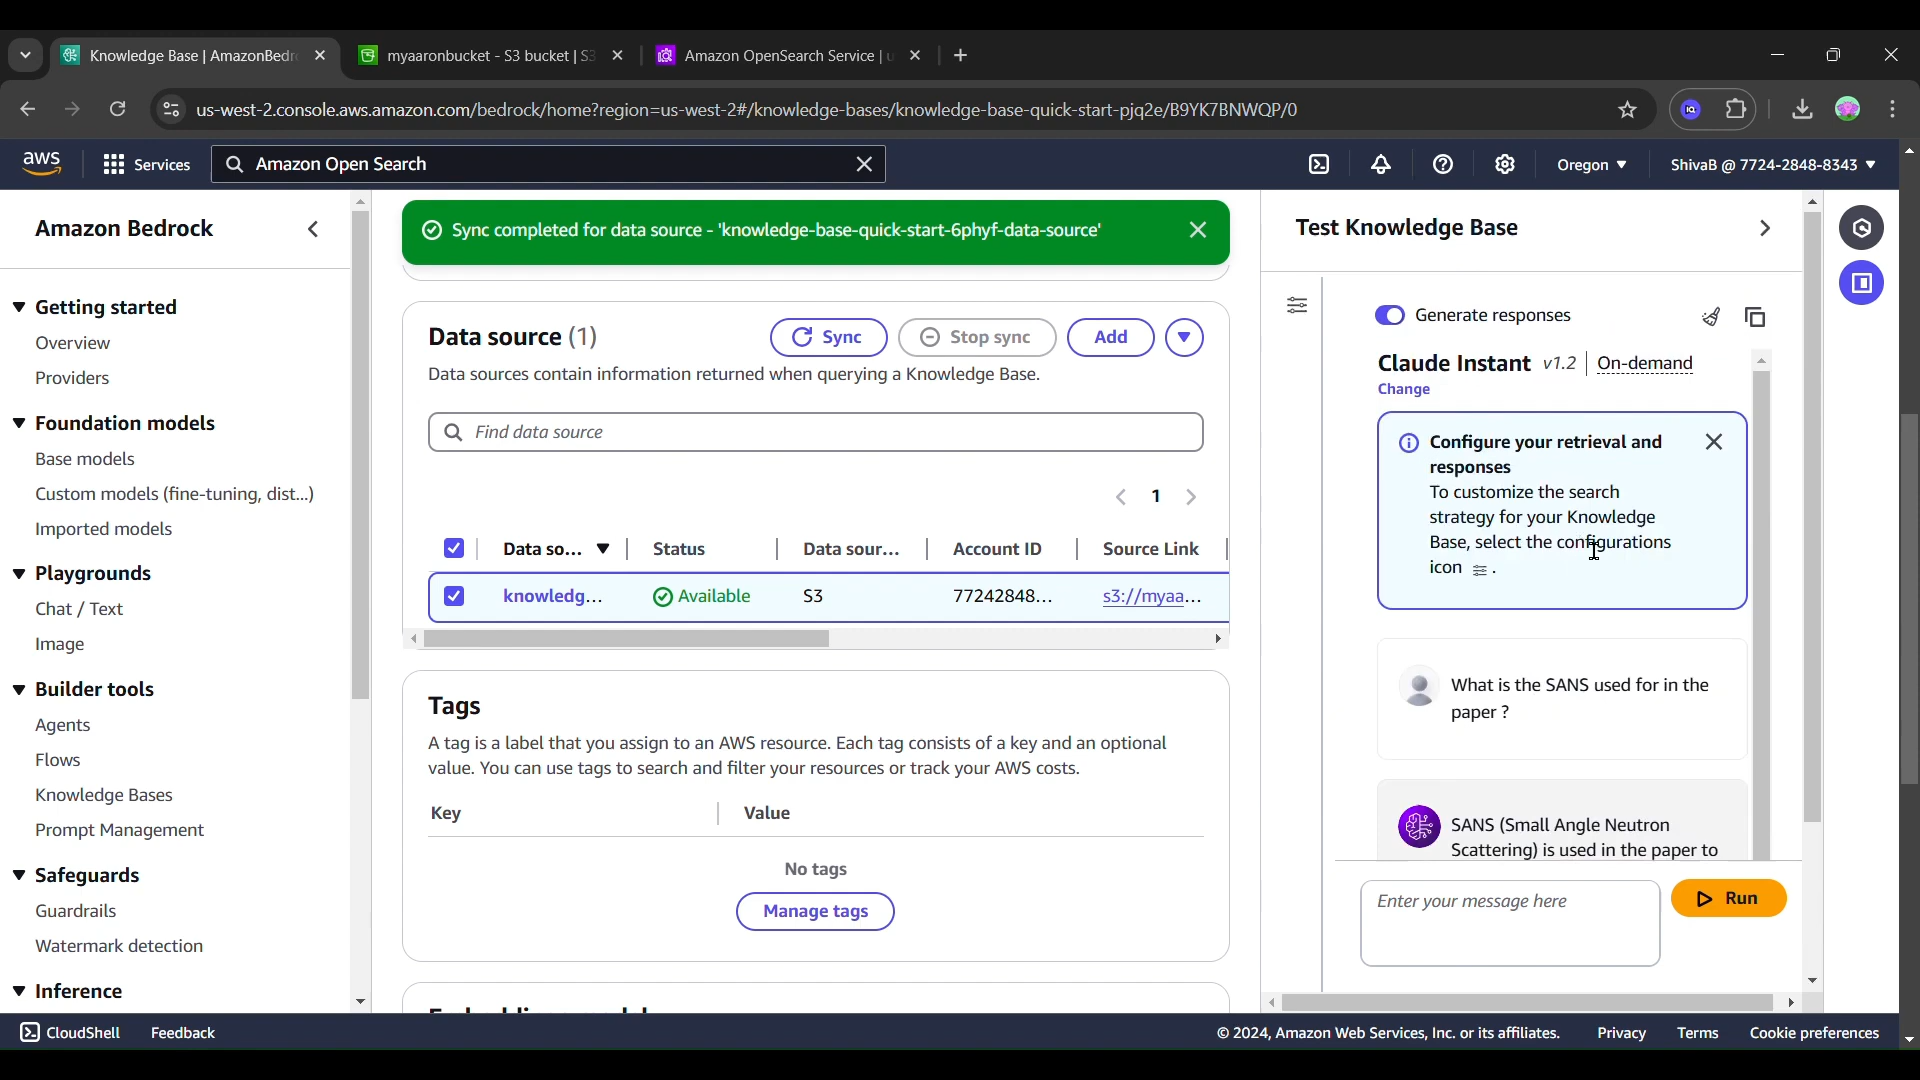 Knowledge Base | AmazonBedr
myaaronbucket - S3 bucket | S3
Amazon OpenSearch Service | u
us-west-2.console.aws.amazon.com/bedrock/home?region=us-west-2#/knowledge-bases/knowledge-base-quick-start-pjq2e/B9YK7BNWQP/0
aws
Services
Amazon Open Search
Oregon
ShivaB @ 7724-2848-8343
Amazon Bedrock
Getting started
Overview
Providers
Foundation models
Base models
Custom models (fine-tuning, dist...)
Imported models
Playgrounds
Chat / Text
Image
Builder tools
Agents
Flows
Knowledge Bases
Prompt Management
Safeguards
Guardrails
Watermark detection
Inference
Sync completed for data source - 'knowledge-base-quick-start-6phyf-data-source'
Data source (1)
Sync
Stop sync
Add
Data sources contain information returned when querying a Knowledge Base.
Find data source
1
Data so... Status Data sour... Account ID Source Link
knowledg... Available S3 77242848... s3://myaa...
Tags
A tag is a label that you assign to an AWS resource. Each tag consists of a key and an optional
value. You can use tags to search and filter your resources or track your AWS costs.
Key Value
No tags
Manage tags
Test Knowledge Base
Generate responses
Claude Instant v1.2 | On-demand
Change
Configure your retrieval and
responses
To customize the search
strategy for your Knowledge
Base, select the configurations
icon .
What is the SANS used for in the
paper ?
SANS (Small Angle Neutron
Scattering) is used in the paper to
Enter your message here
Run
CloudShell
Feedback
© 2024, Amazon Web Services, Inc. or its affiliates.
Privacy
Terms
Cookie preferences